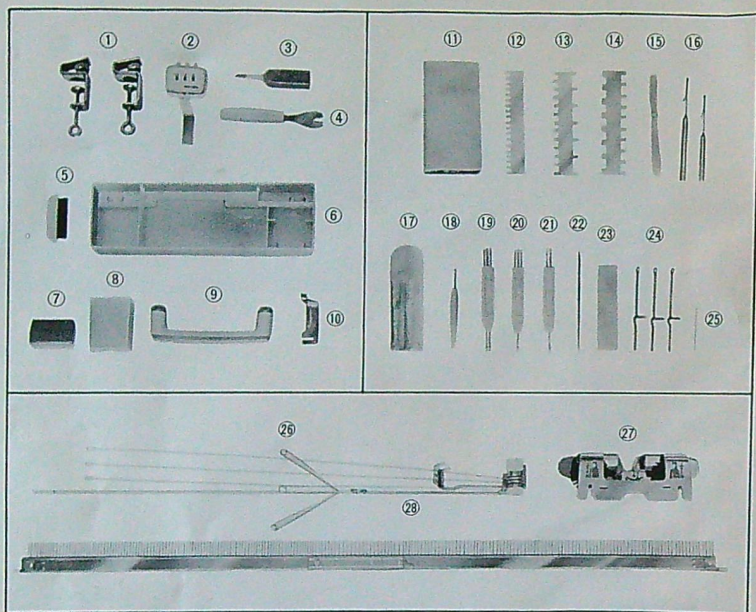 ① ② ③
④
⑤
⑥
⑦ ⑧ ⑨ ⑩
⑪ ⑫ ⑬ ⑭ ⑮ ⑯
⑰ ⑱ ⑲ ⑳ ㉑ ㉒ ㉓ ㉔
㉕
㉖ ㉗
㉘